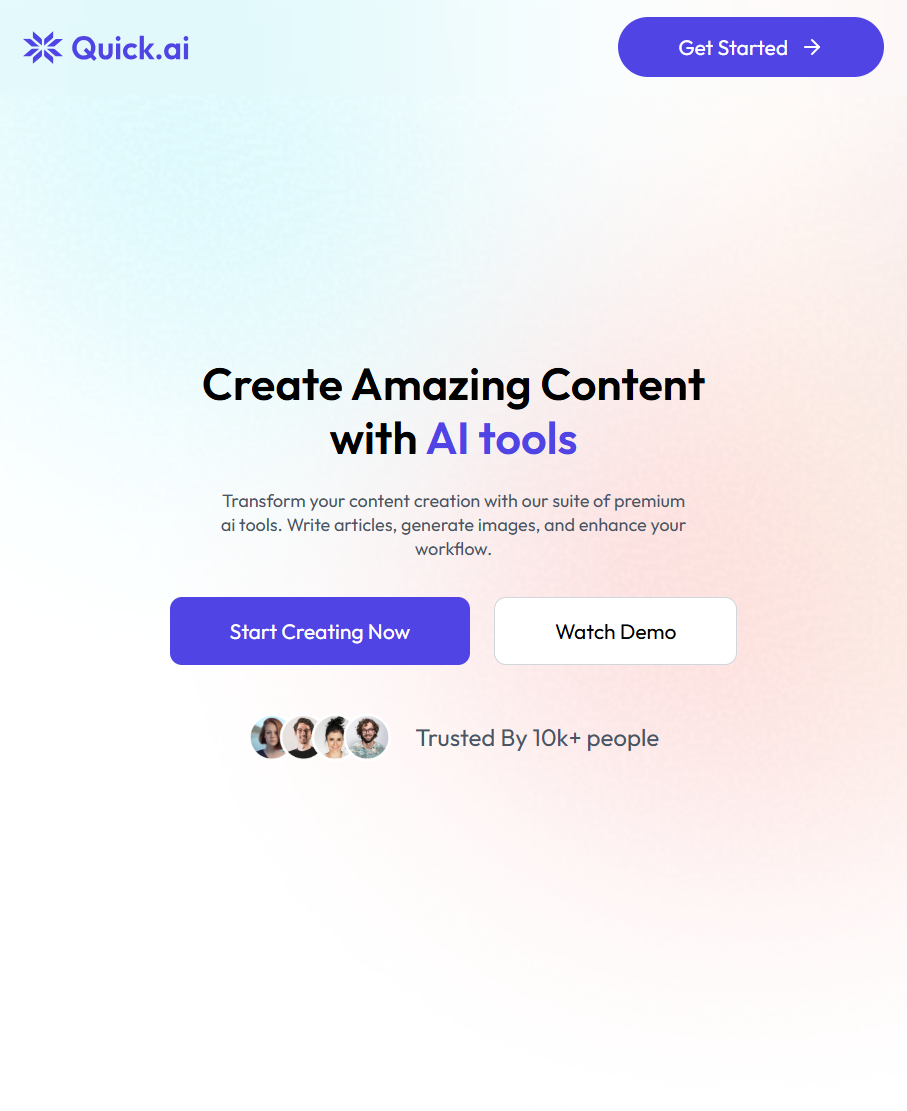 Quick.ai
Get Started
Create Amazing Content
with AI tools
Transform your content creation with our suite of premium
ai tools. Write articles, generate images, and enhance your
workflow.
Start Creating Now
Watch Demo
Trusted By 10k+ people